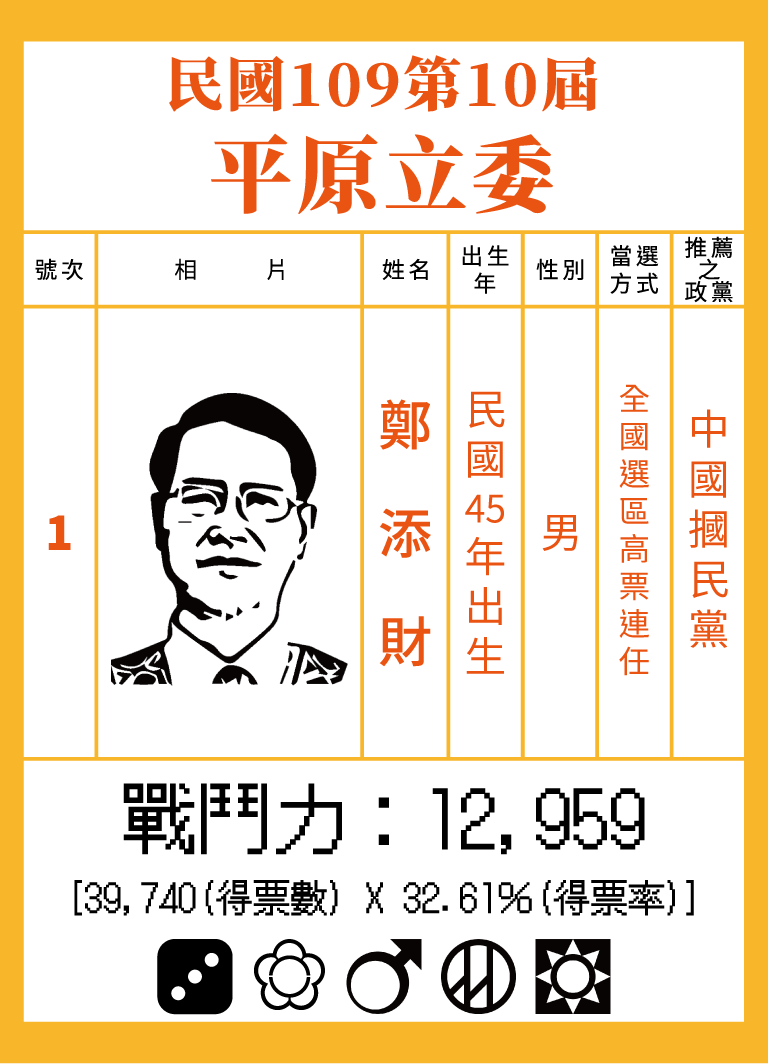 民國109第10屆
平原立委
號次
相片
姓名
出生年
性別
當選方式
推薦之政黨
1
鄭添財
民國45年出生
男
全國選區高票連任
中國摑民黨
戰鬥力：12,959
[39,740(得票數) X 32.61%(得票率)]